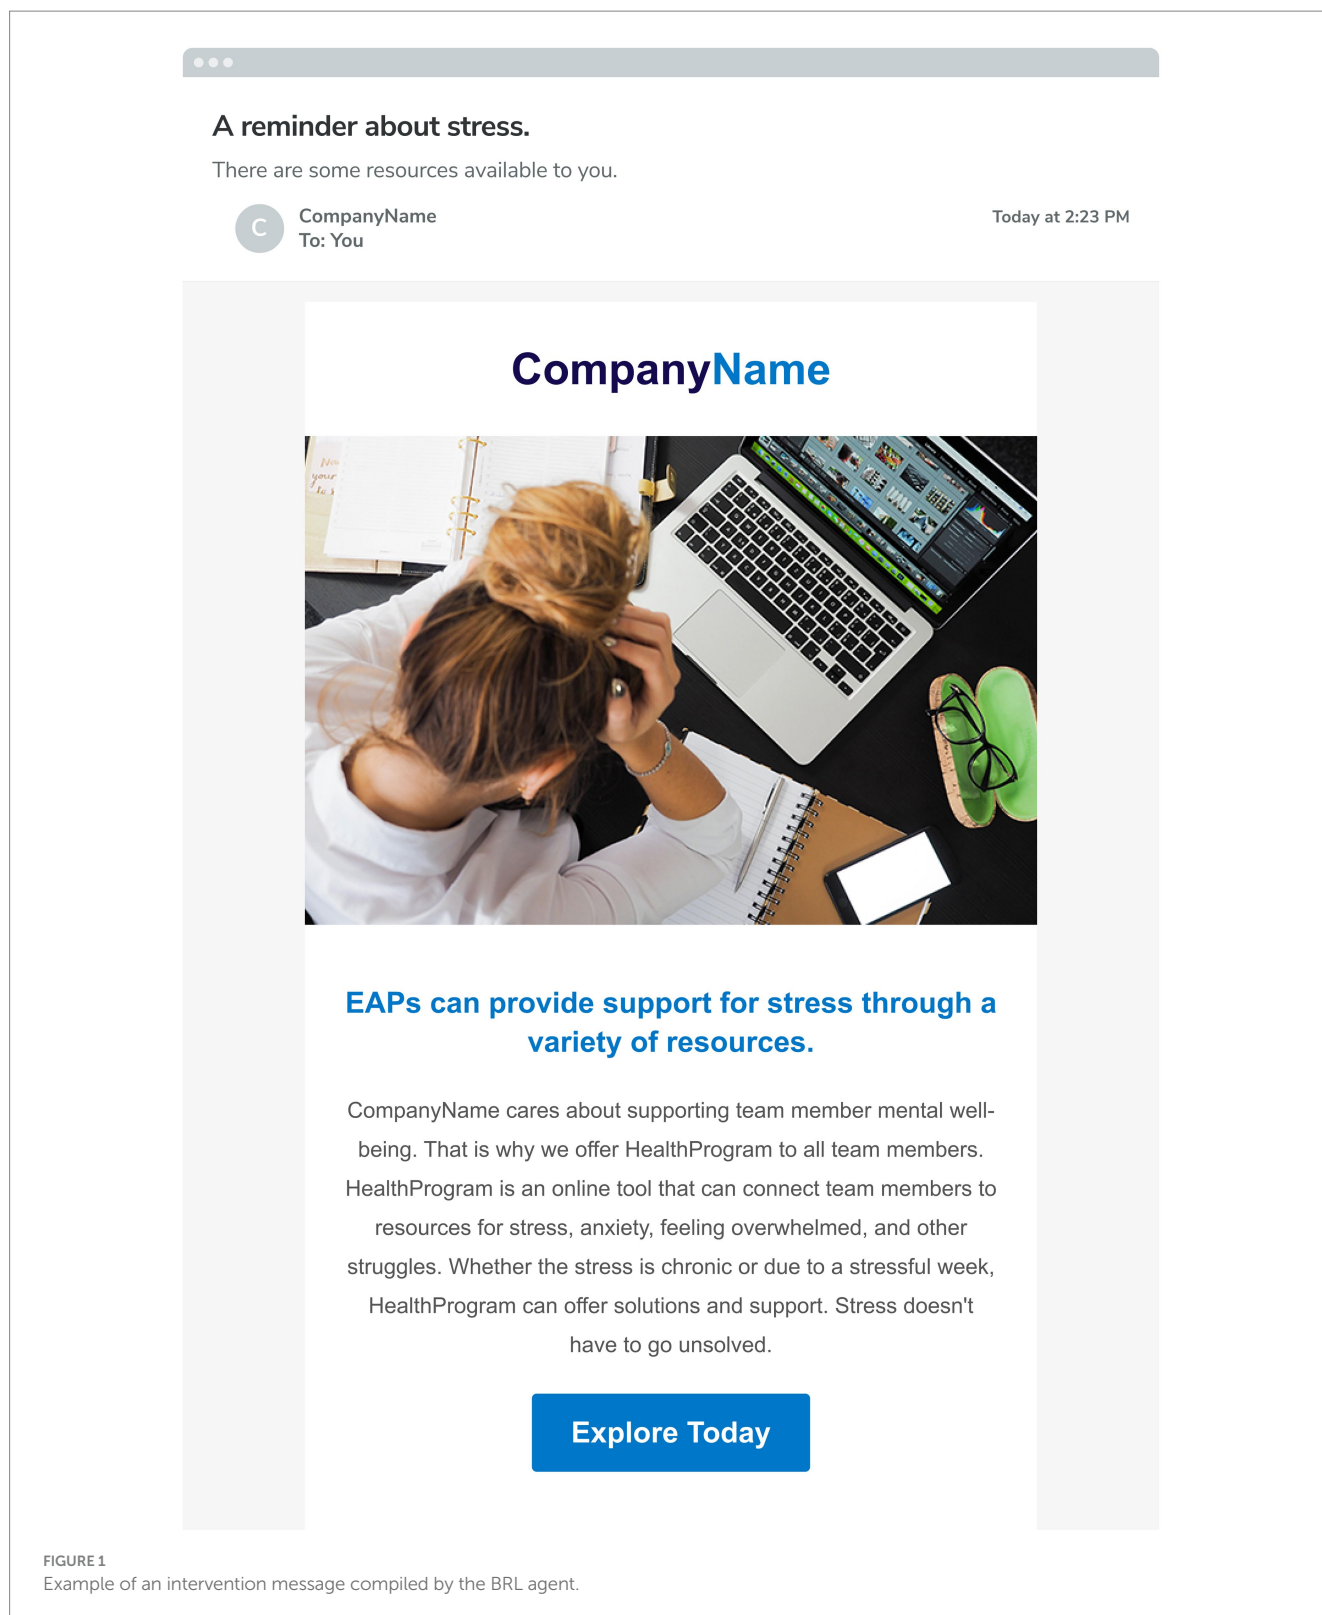 A reminder about stress.
There are some resources available to you.
C
CompanyName
Today at 2:23 PM
To: You
CompanyName
your
EAPs can provide support for stress through a
variety of resources.
CompanyName cares about supporting team member mental well-
being. That is why we offer HealthProgram to all team members.
HealthProgram is an online tool that can connect team members to
resources for stress, anxiety, feeling overwhelmed, and other
struggles. Whether the stress is chronic or due to a stressful week,
HealthProgram can offer solutions and support. Stress doesn't
have to go unsolved.
Explore Today
FIGURE 1
Example of an intervention message compiled by the BRL agent.